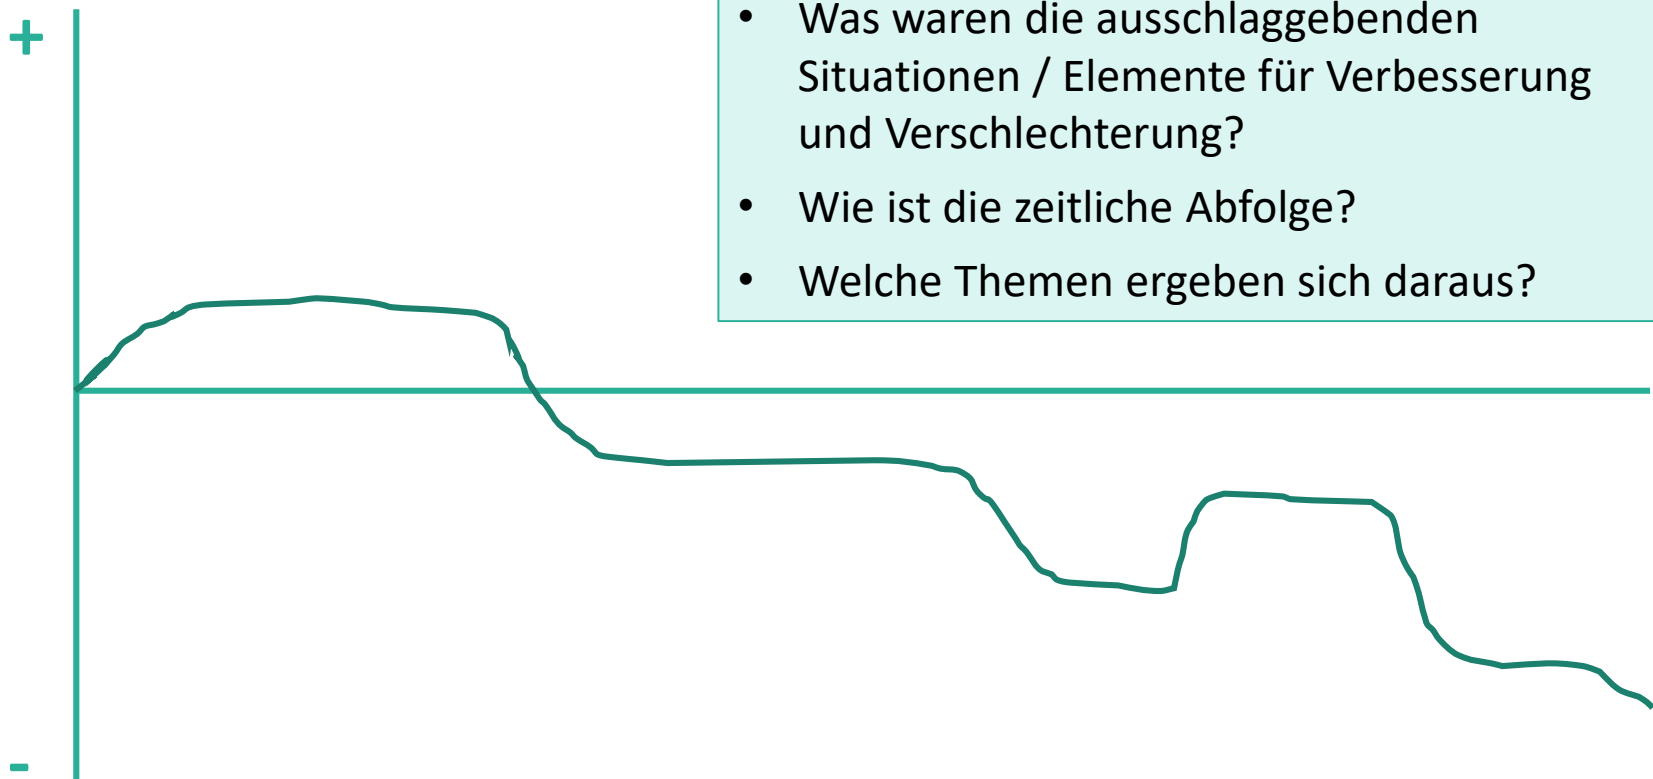 +
• Was waren die ausschlaggebenden
Situationen / Elemente für Verbesserung
und Verschlechterung?
• Wie ist die zeitliche Abfolge?
• Welche Themen ergeben sich daraus?
-